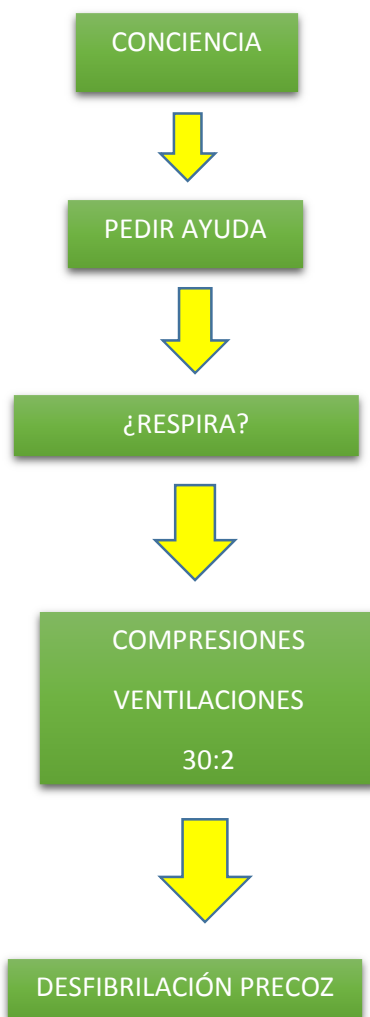 CONCIENCIA
PEDIR AYUDA
¿RESPIRA?
COMPRESIONES
VENTILACIONES
30:2
DESFIBRILACIÓN PRECOZ